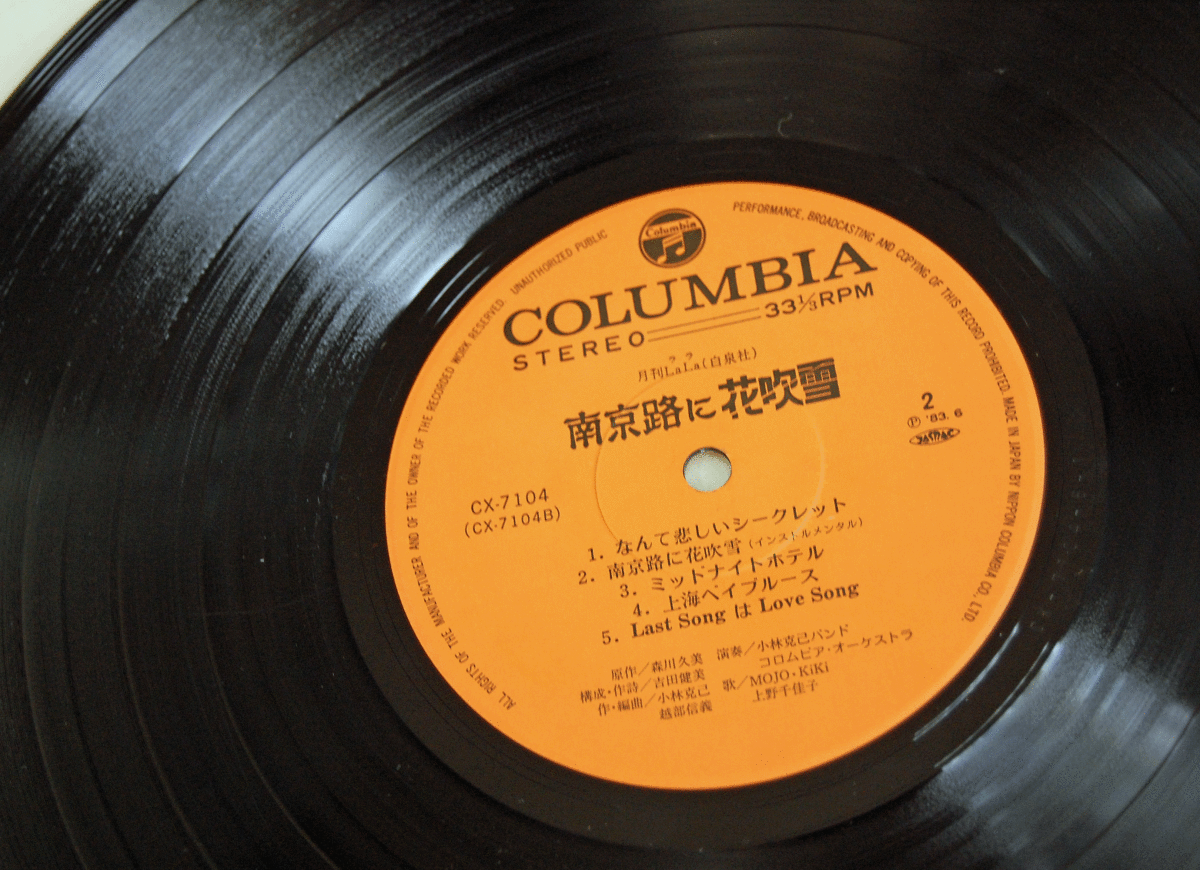 Columbia
COLUMBIA
STEREO 33⅓RPM
ララ
月刊LaLa(白泉社)
南京路に花吹雪
2
Ⓟ '83. 6
JASRAC
CX-7104
(CX-7104B)
1. なんて悲しいシークレット
2. 南京路に花吹雪(インストルメンタル)
3. ミッドナイトホテル
4. 上海ベイブルース
5. Last Song は Love Song
原作/森川久美 演奏/小林克己バンド
コロムビア・オーケストラ
構成・作詩/吉田健美 歌/MOJO・KiKi
作・編曲/小林克己 上野千佳子
越部信義
ALL RIGHTS OF THE MANUFACTURER AND OF THE OWNER OF THE RECORDED WORK RESERVED. UNAUTHORIZED PUBLIC PERFORMANCE, BROADCASTING AND COPYING OF THIS RECORD PROHIBITED. MADE IN JAPAN BY NIPPON COLUMBIA CO., LTD.